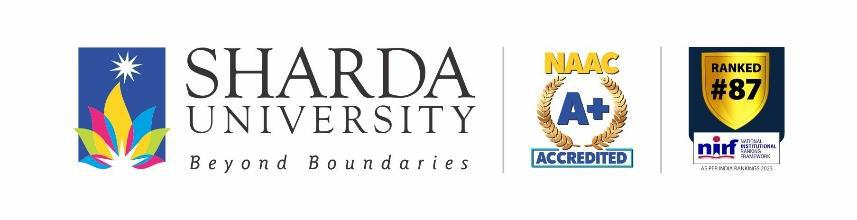 SHARDA
UNIVERSITY
Beyond Boundaries
NAAC
A+
ACCREDITED
RANKED
#87
nirf
NATIONAL
INSTITUTIONAL
RANKING
FRAMEWORK
AS PER INDIA RANKINGS 2023